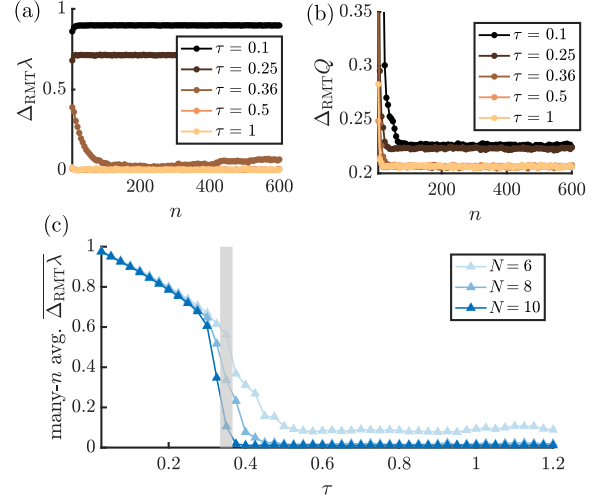 (a)
1
0.5
0
Δ_RMT λ
τ = 0.1
τ = 0.25
τ = 0.36
τ = 0.5
τ = 1
200 400 600
n
(b)
0.35
0.3
0.25
0.2
Δ_RMT Q
τ = 0.1
τ = 0.25
τ = 0.36
τ = 0.5
τ = 1
200 400 600
n
(c)
1
0.8
0.6
0.4
0.2
0
many-n avg. \overline{Δ_RMT λ}
N = 6
N = 8
N = 10
0.2 0.4 0.6 0.8 1 1.2
τ